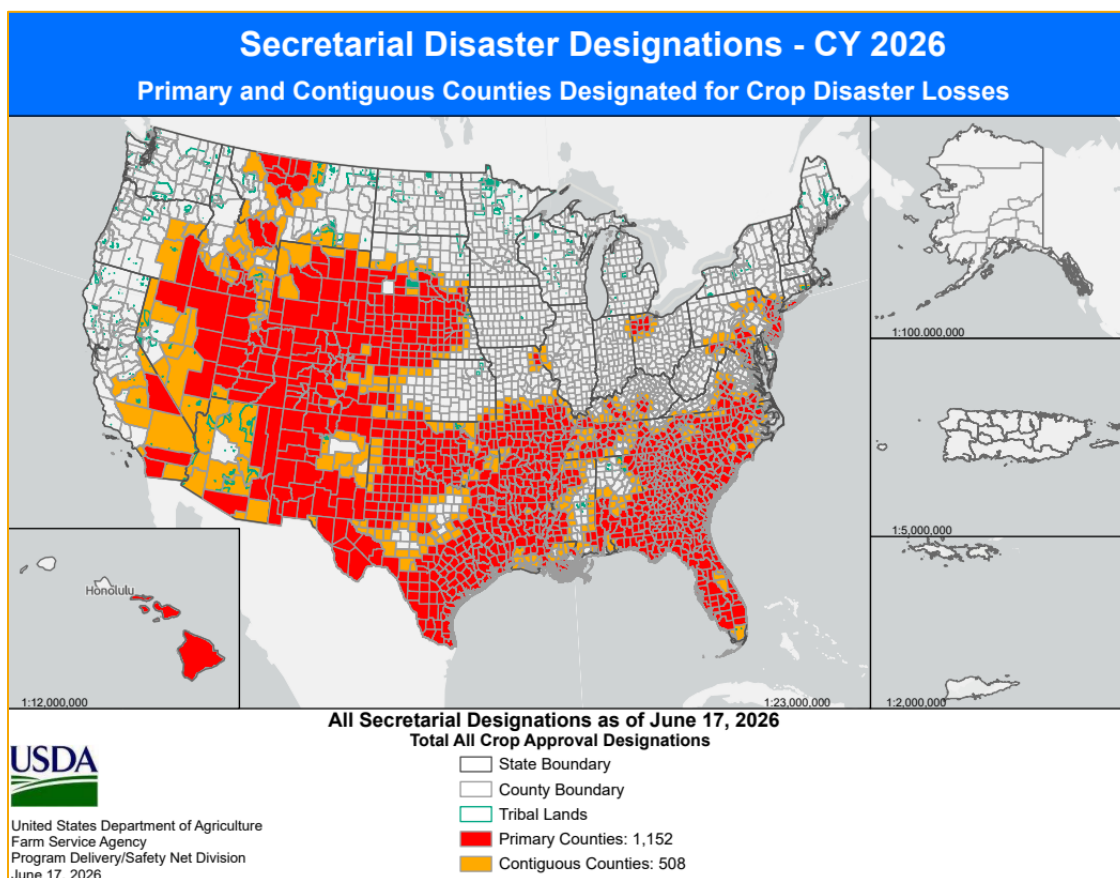 Secretarial Disaster Designations - CY 2026
Primary and Contiguous Counties Designated for Crop Disaster Losses
1:100,000,000
1:5,000,000
Honolulu
1:12,000,000
1:23,000,000
1:2,000,000
All Secretarial Designations as of June 17, 2026
Total All Crop Approval Designations
State Boundary
County Boundary
Tribal Lands
Primary Counties: 1,152
Contiguous Counties: 508
USDA
United States Department of Agriculture
Farm Service Agency
Program Delivery/Safety Net Division
June 17, 2026